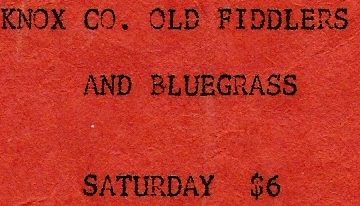 KNOX CO. OLD FIDDLERS
AND BLUEGRASS
SATURDAY $6